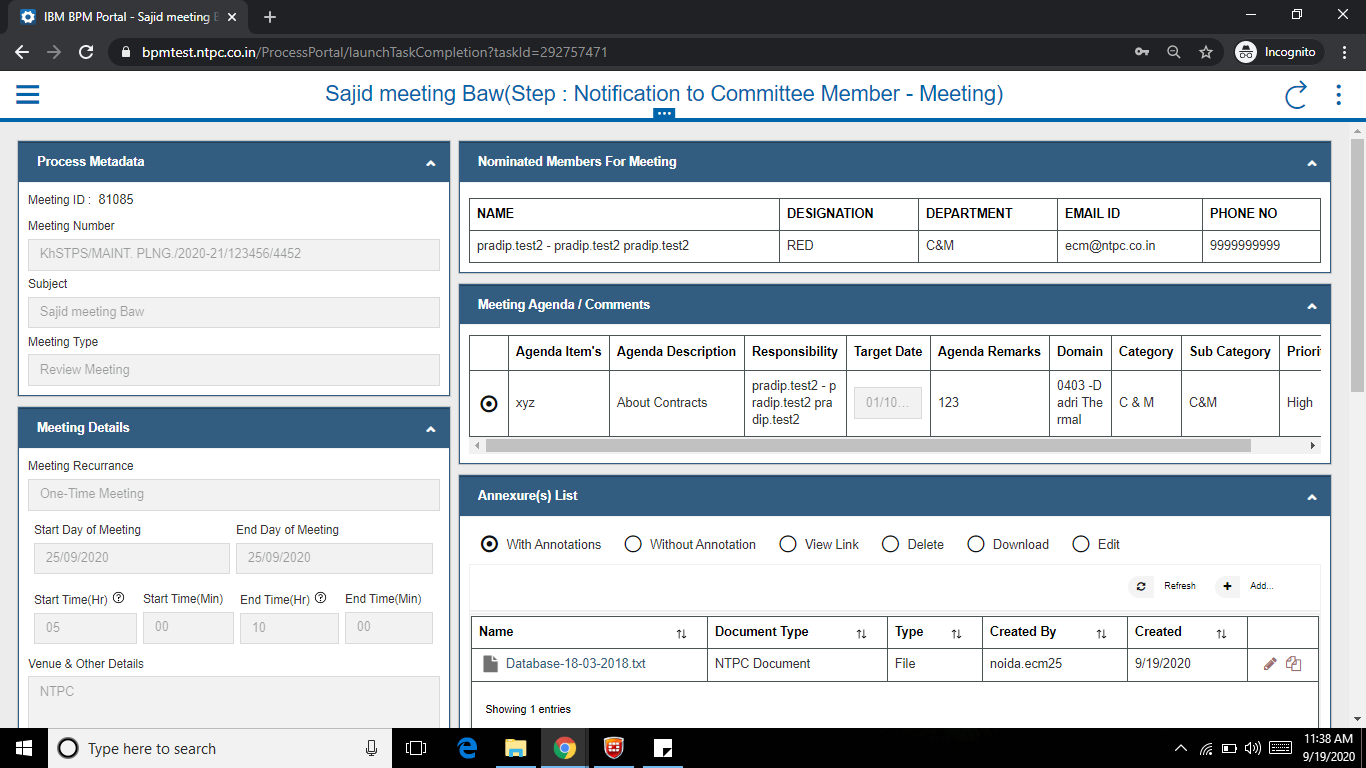 IBM BPM Portal - Sajid meeting B
bpmtest.ntpc.co.in/ProcessPortal/launchTaskCompletion?taskId=292757471
Incognito
Sajid meeting Baw(Step : Notification to Committee Member - Meeting)
Process Metadata
Meeting ID : 81085
Meeting Number
KhSTPS/MAINT. PLNG./2020-21/123456/4452
Subject
Sajid meeting Baw
Meeting Type
Review Meeting
Meeting Details
Meeting Recurrance
One-Time Meeting
Start Day of Meeting End Day of Meeting
25/09/2020 25/09/2020
Start Time(Hr) Start Time(Min) End Time(Hr) End Time(Min)
05 00 10 00
Venue & Other Details
NTPC
Nominated Members For Meeting
NAME DESIGNATION DEPARTMENT EMAIL ID PHONE NO
pradip.test2 - pradip.test2 pradip.test2 RED C&M ecm@ntpc.co.in 9999999999
Meeting Agenda / Comments
Agenda Item's Agenda Description Responsibility Target Date Agenda Remarks Domain Category Sub Category Priori
xyz About Contracts pradip.test2 - p
radip.test2 pra
dip.test2 01/10... 123 0403 -D
adri The
rmal C & M C&M High
Annexure(s) List
With Annotations Without Annotation View Link Delete Download Edit
Refresh Add...
Name Document Type Type Created By Created
Database-18-03-2018.txt NTPC Document File noida.ecm25 9/19/2020
Showing 1 entries
Type here to search
11:38 AM
9/19/2020